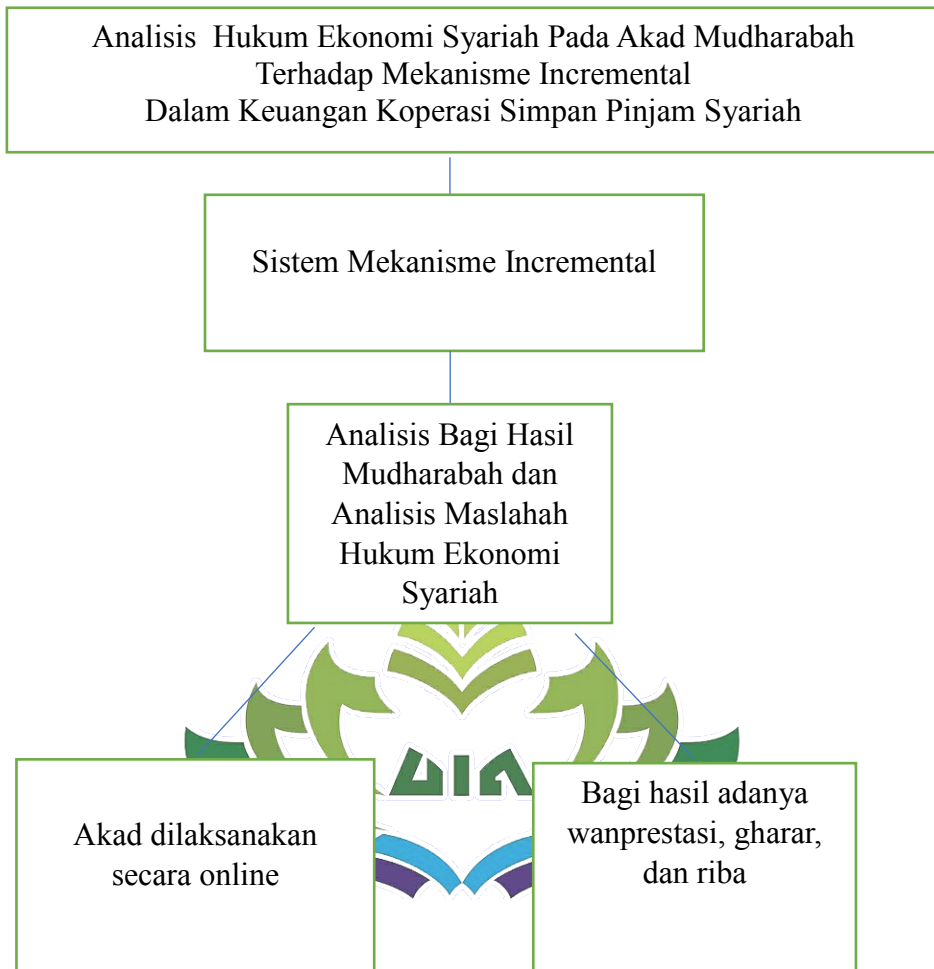 Analisis Hukum Ekonomi Syariah Pada Akad Mudharabah
Terhadap Mekanisme Incremental
Dalam Keuangan Koperasi Simpan Pinjam Syariah
Sistem Mekanisme Incremental
Analisis Bagi Hasil
Mudharabah dan
Analisis Maslahah
Hukum Ekonomi
Syariah
Akad dilaksanakan
secara online
Bagi hasil adanya
wanprestasi, gharar,
dan riba